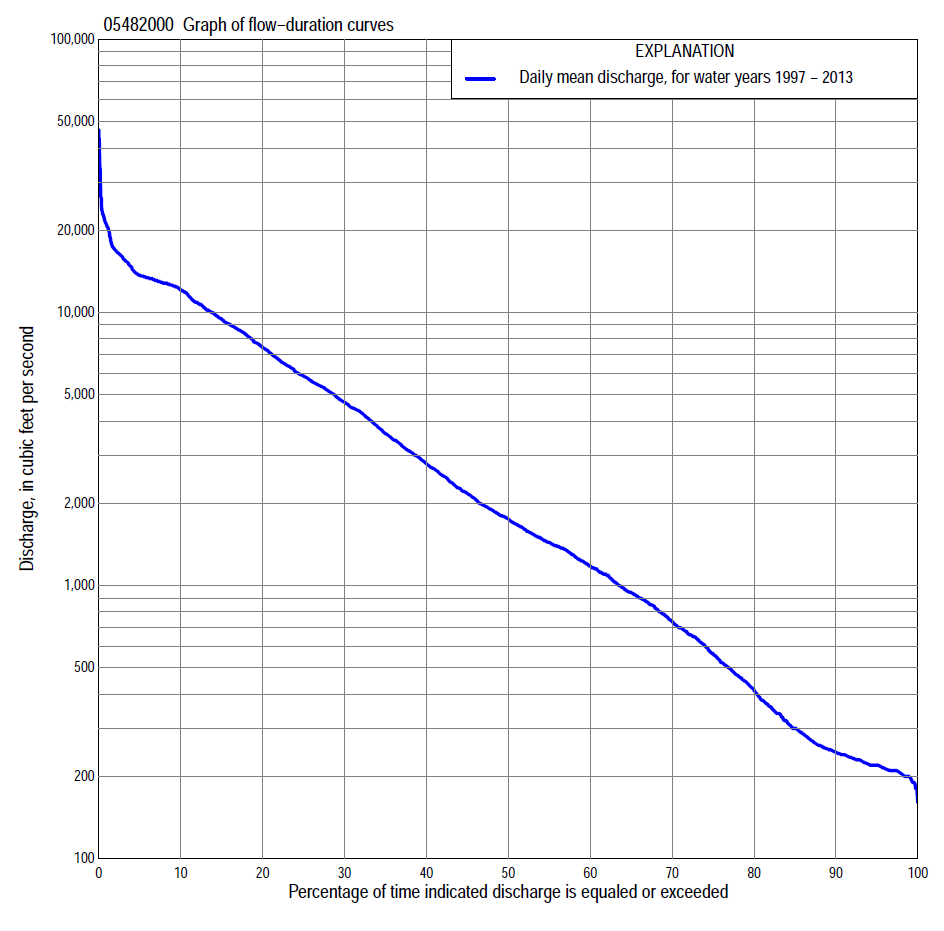 05482000 Graph of flow−duration curves
100,000
EXPLANATION
Daily mean discharge, for water years 1997 − 2013
50,000
20,000
10,000
5,000
2,000
1,000
500
200
100
Discharge, in cubic feet per second
0 10 20 30 40 50 60 70 80 90 100
Percentage of time indicated discharge is equaled or exceeded